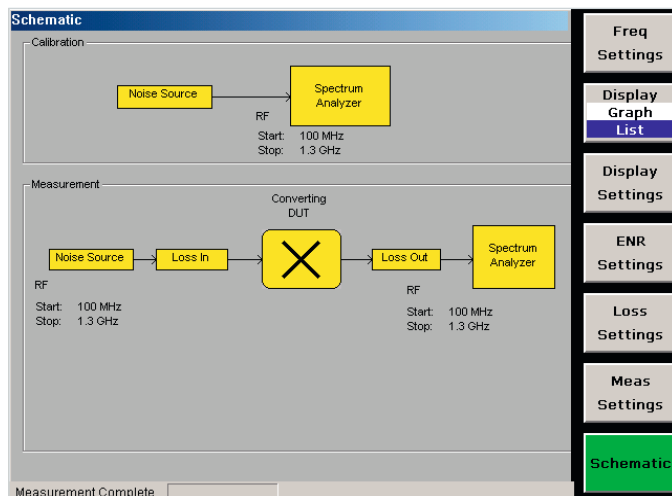 Schematic
Calibration
Noise Source
Spectrum
Analyzer
RF
Start: 100 MHz
Stop: 1.3 GHz
Measurement
Converting
DUT
Noise Source
Loss In
Loss Out
Spectrum
Analyzer
RF
Start: 100 MHz
Stop: 1.3 GHz
RF
Start: 100 MHz
Stop: 1.3 GHz
Measurement Complete
Freq
Settings
Display
Graph
List
Display
Settings
ENR
Settings
Loss
Settings
Meas
Settings
Schematic